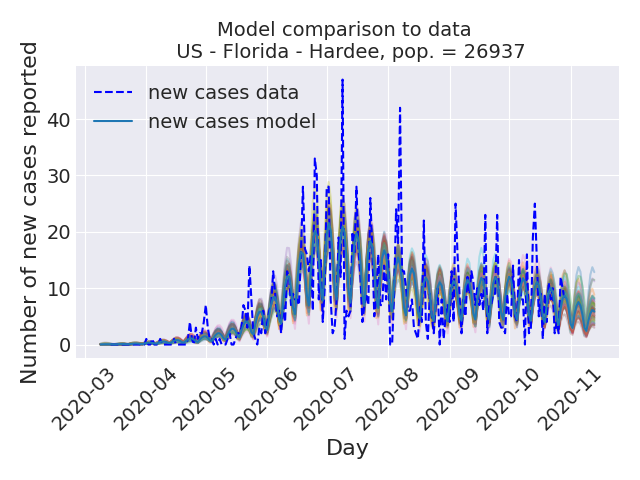 Model comparison to data
US - Florida - Hardee, pop. = 26937
Number of new cases reported
new cases data
new cases model
40
30
20
10
0
2020-03
2020-04
2020-05
2020-06
2020-07
2020-08
2020-09
2020-10
2020-11
Day